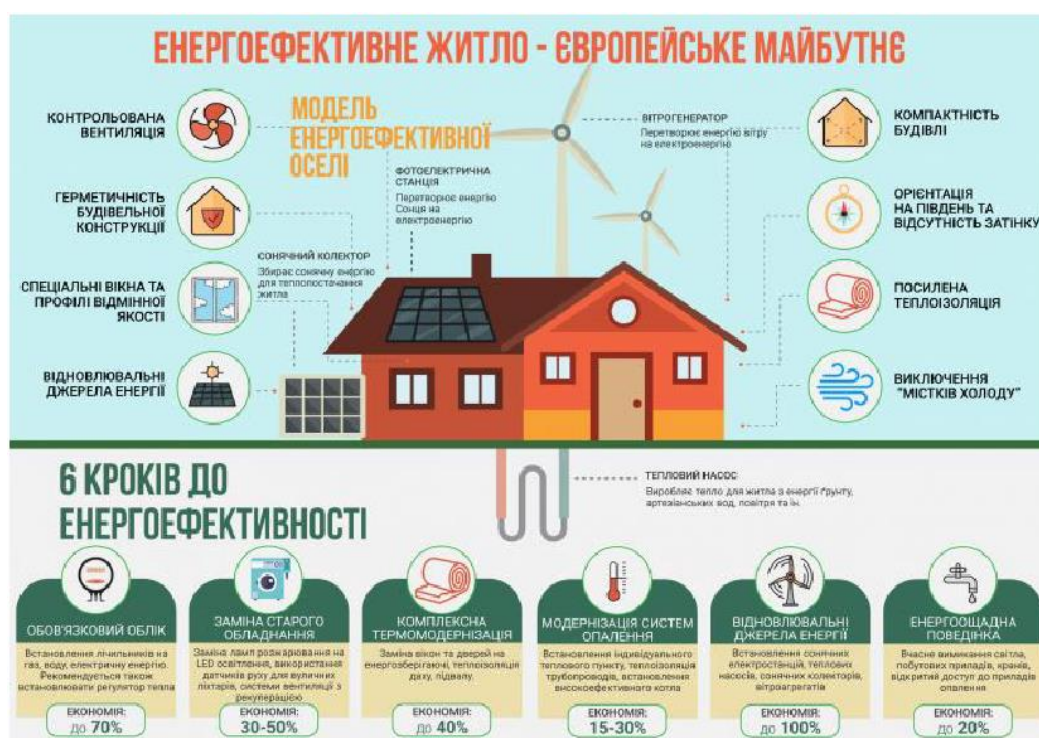 ЕНЕРГОЕФЕКТИВНЕ ЖИТЛО - ЄВРОПЕЙСЬКЕ МАЙБУТНЄ
МОДЕЛЬ
ЕНЕРГОЕФЕКТИВНОЇ
ОСЕЛІ
КОНТРОЛЬОВАНА
ВЕНТИЛЯЦІЯ
ГЕРМЕТИЧНІСТЬ
БУДІВЕЛЬНОЇ
КОНСТРУКЦІЇ
СПЕЦІАЛЬНІ ВІКНА ТА
ПРОФІЛІ ВІДМІННОЇ
ЯКОСТІ
ВІДНОВЛЮВАЛЬНІ
ДЖЕРЕЛА ЕНЕРГІЇ
СОНЯЧНИЙ КОЛЕКТОР
Збирає сонячну енергію
для теплопостачання
житла
ФОТОЕЛЕКТРИЧНА
СТАНЦІЯ
Перетворює енергію
Сонця на
електроенергію
ВІТРОГЕНЕРАТОР
Перетворює енергію вітру
на електроенергію
КОМПАКТНІСТЬ
БУДІВЛІ
ОРІЄНТАЦІЯ
НА ПІВДЕНЬ ТА
ВІДСУТНІСТЬ ЗАТІНКУ
ПОСИЛЕНА
ТЕПЛОІЗОЛЯЦІЯ
ВИКЛЮЧЕННЯ
"МІСТКІВ ХОЛОДУ"
ТЕПЛОВИЙ НАСОС
Виробляє тепло для житла з енергії ґрунту,
артезіанських вод, повітря та ін.
6 КРОКІВ ДО
ЕНЕРГОЕФЕКТИВНОСТІ
ОБОВ'ЯЗКОВИЙ ОБЛІК
Встановлення лічильників на
газ, воду, електричну енергію.
Рекомендується також
встановлювати регулятор тепла
ЕКОНОМІЯ:
до 70%
ЗАМІНА СТАРОГО
ОБЛАДНАННЯ
Заміна ламп розжарювання на
LED освітлення, використання
датчиків руху для вуличних
ліхтарів, системи вентиляції з
рекуперацією
ЕКОНОМІЯ:
30-50%
КОМПЛЕКСНА
ТЕРМОМОДЕРНІЗАЦІЯ
Заміна вікон та дверей на
енергозберігаючі, теплоізоляція
даху, підвалу.
ЕКОНОМІЯ:
до 40%
МОДЕРНІЗАЦІЯ СИСТЕМ
ОПАЛЕННЯ
Встановлення індивідуального
теплового пункту, теплоізоляція
трубопроводів, встановлення
високоефективного котла
ЕКОНОМІЯ:
15-30%
ВІДНОВЛЮВАЛЬНІ
ДЖЕРЕЛА ЕНЕРГІЇ
Встановлення сонячних
електростанцій, теплових
насосів, сонячних колекторів,
вітроагрегатів
ЕКОНОМІЯ:
до 100%
ЕНЕРГООЩАДНА
ПОВЕДІНКА
Вчасне вимикання світла,
побутових приладів, кранів,
відкритий доступ до приладів
опалення
ЕКОНОМІЯ:
до 20%